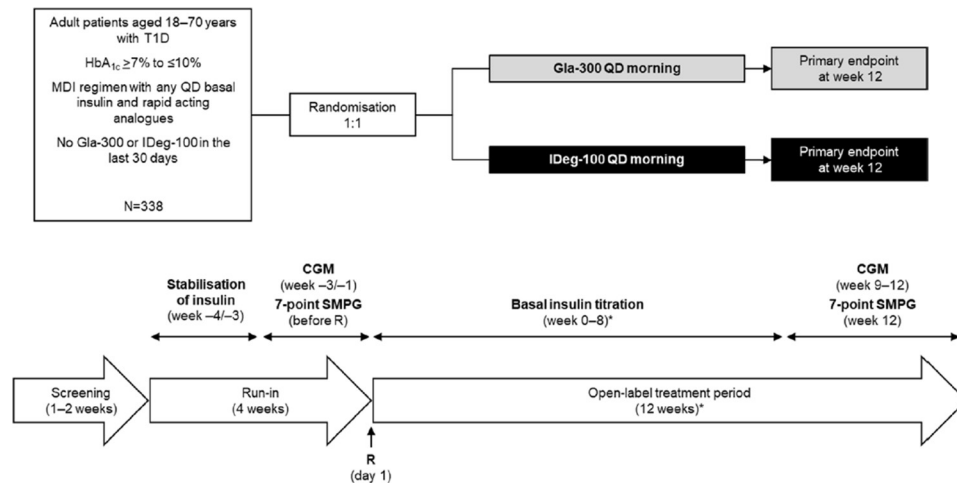 Adult patients aged 18–70 years
with T1D
HbA1c ≥7% to ≤10%
MDI regimen with any QD basal
insulin and rapid acting
analogues
No Gla-300 or IDeg-100 in the
last 30 days
N=338
Randomisation
1:1
Gla-300 QD morning
Primary endpoint
at week 12
IDeg-100 QD morning
Primary endpoint
at week 12
Stabilisation
of insulin
(week –4/–3)
CGM
(week –3/–1)
7-point SMPG
(before R)
Basal insulin titration
(week 0–8)*
CGM
(week 9–12)
7-point SMPG
(week 12)
Screening
(1–2 weeks)
Run-in
(4 weeks)
Open-label treatment period
(12 weeks)*
R
(day 1)